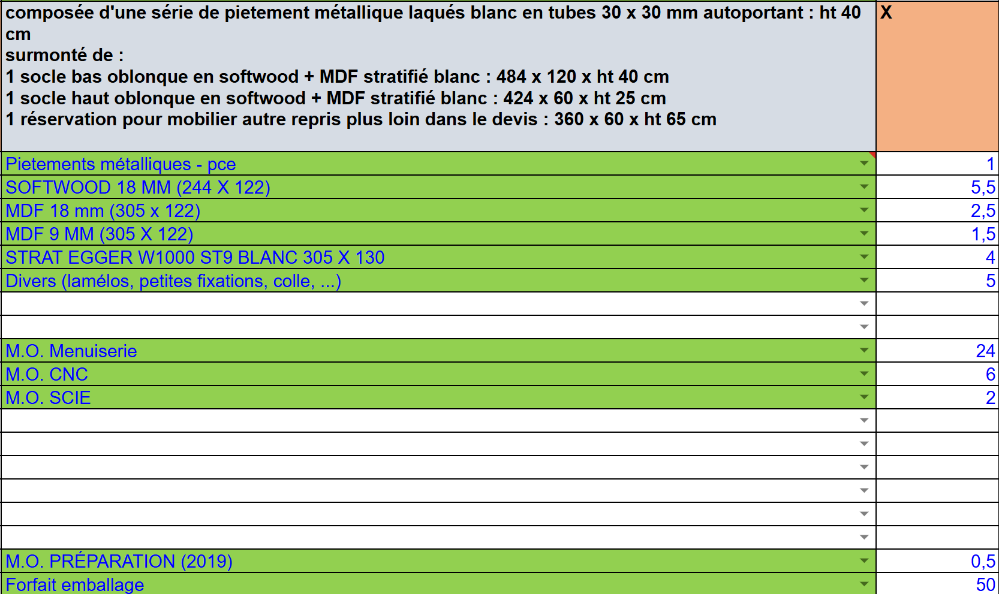 composée d'une série de pietement métallique laqués blanc en tubes 30 x 30 mm autoportant : ht 40 X
cm
surmonté de :
1 socle bas oblonque en softwood + MDF stratifié blanc : 484 x 120 x ht 40 cm
1 socle haut oblonque en softwood + MDF stratifié blanc : 424 x 60 x ht 25 cm
1 réservation pour mobilier autre repris plus loin dans le devis : 360 x 60 x ht 65 cm
Pietements métalliques - pce 1
SOFTWOOD 18 MM (244 X 122) 5,5
MDF 18 mm (305 x 122) 2,5
MDF 9 MM (305 X 122) 1,5
STRAT EGGER W1000 ST9 BLANC 305 X 130 4
Divers (lamélos, petites fixations, colle, ...) 5
M.O. Menuiserie 24
M.O. CNC 6
M.O. SCIE 2
M.O. PRÉPARATION (2019) 0,5
Forfait emballage 50